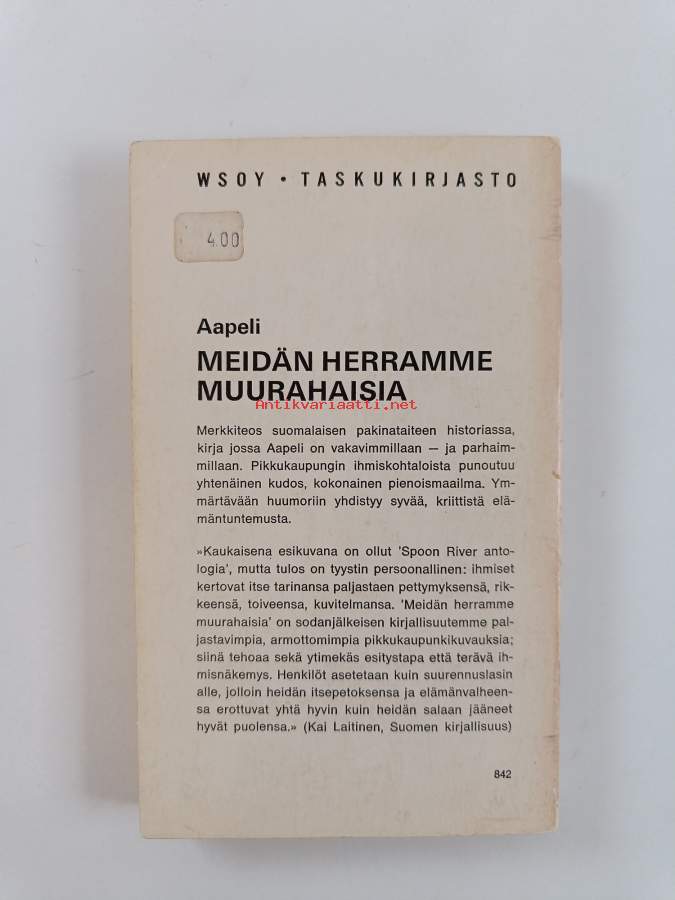 WSOY • TASKUKIRJASTO
4.00
Aapeli
MEIDÄN HERRAMME
MUURAHAISIA
Antikvariaatti.net
Merkkiteos suomalaisen pakinataiteen historiassa,
kirja jossa Aapeli on vakavimmillaan — ja parhaim-
millaan. Pikkukaupungin ihmiskohtaloista punoutuu
yhtenäinen kudos, kokonainen pienoismaailma. Ym-
märtävään huumoriin yhdistyy syvää, kriittistä elä-
mäntuntemusta.
»Kaukaisena esikuvana on ollut 'Spoon River anto-
logia', mutta tulos on tyystin persoonallinen: ihmiset
kertovat itse tarinansa paljastaen pettymyksensä, rik-
keensä, toiveensa, kuvitelmansa. 'Meidän herramme
muurahaisia' on sodanjälkeisen kirjallisuutemme pal-
jastavimpia, armottomimpia pikkukaupunkikuvauksia;
siinä tehoaa sekä ytimekäs esitystapa että terävä ih-
misnäkemys. Henkilöt asetetaan kuin suurennuslasin
alle, jolloin heidän itsepetoksensa ja elämänvalheen-
sa erottuvat yhtä hyvin kuin heidän salaan jääneet
hyvät puolensa.» (Kai Laitinen, Suomen kirjallisuus)
842